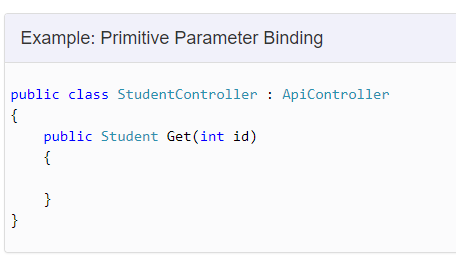 Example: Primitive Parameter Binding
public class StudentController : ApiController
{
    public Student Get(int id)
    {
    }
}